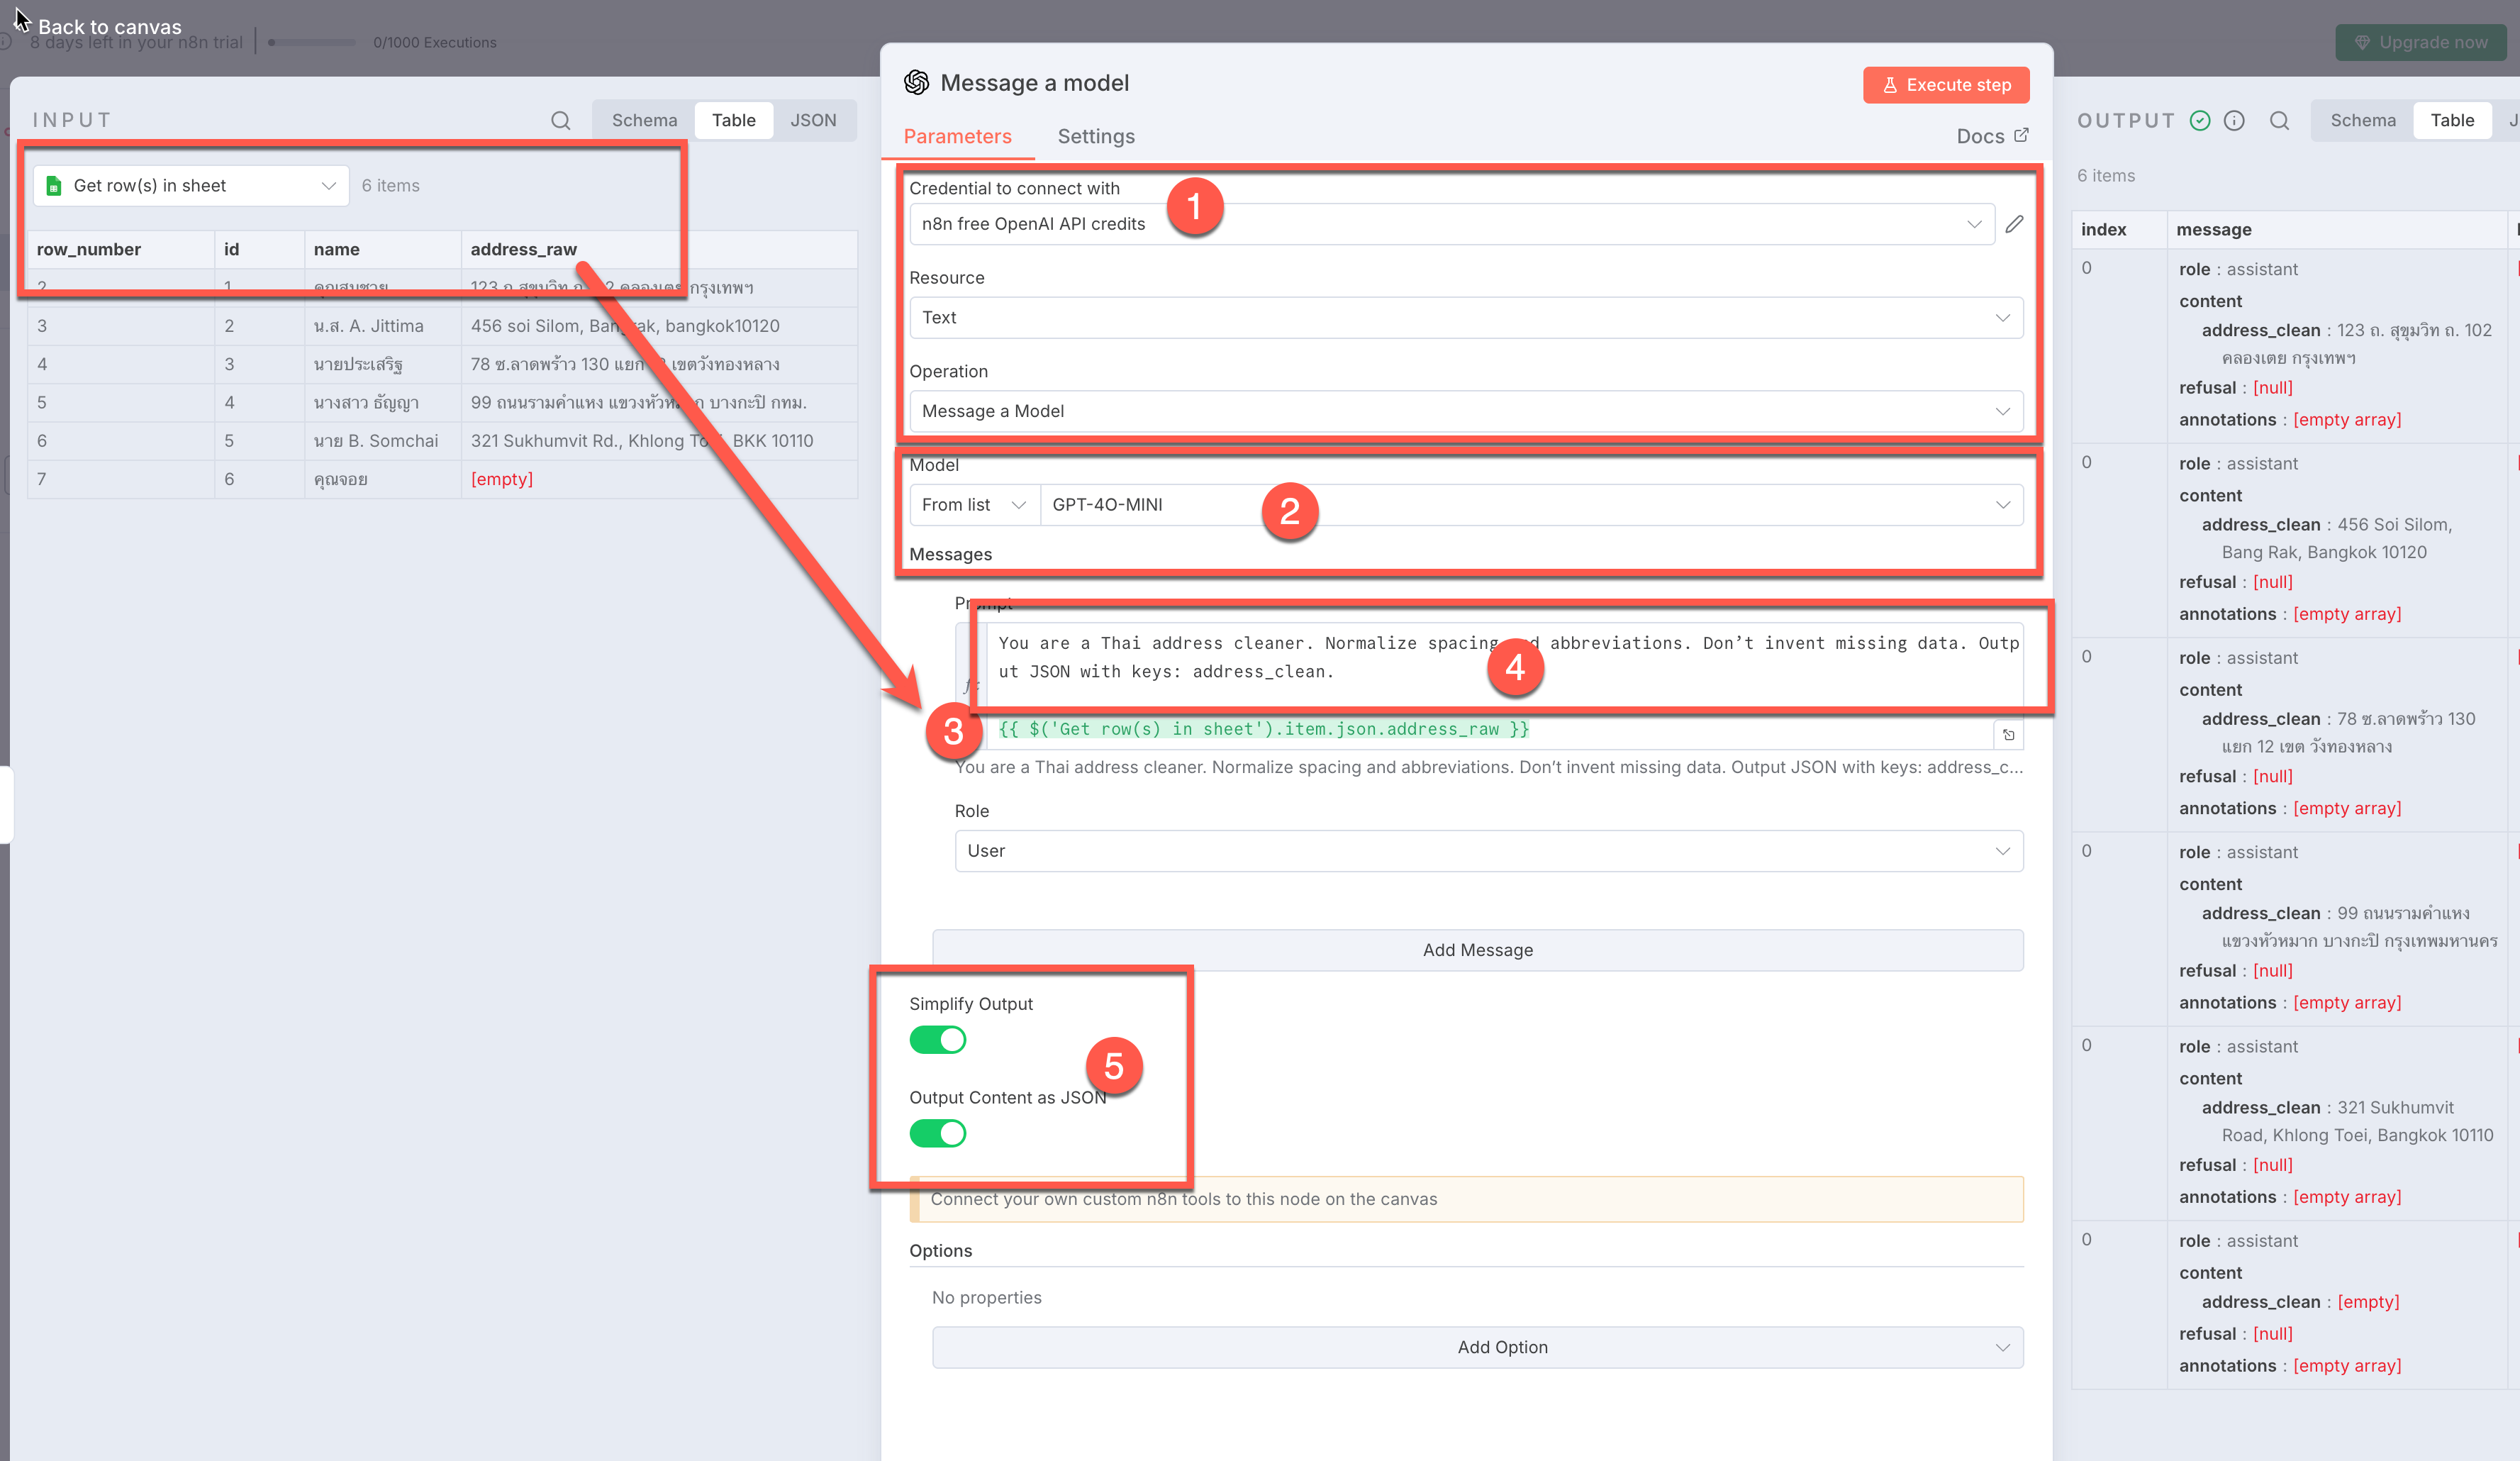 Back to canvas
8 days left in your n8n trial
0/1000 Executions
Upgrade now
INPUT
Schema
Table
JSON
Get row(s) in sheet
6 items
row_number id name address_raw
2 1 คุณสมชาย 123 ถ.สุขุมวิท คลองเตย กรุงเทพฯ
3 2 น.ส. A. Jittima 456 soi Silom, Bangrak, bangkok10120
4 3 นายประเสริฐ 78 ซ.ลาดพร้าว 130 แยก เขตวังทองหลาง
5 4 นางสาว ธัญญา 99 ถนนรามคำแหง แขวงหัวหมาก บางกะปิ กทม.
6 5 นาย B. Somchai 321 Sukhumvit Rd., Khlong Toei, BKK 10110
7 6 คุณจอย [empty]
Message a model
Execute step
Parameters
Settings
Docs
Credential to connect with
1
n8n free OpenAI API credits
Resource
Text
Operation
Message a Model
Model
From list
GPT-4O-MINI
2
Messages
Prompt
You are a Thai address cleaner. Normalize spacing and abbreviations. Don’t invent missing data. Outp
ut JSON with keys: address_clean.
4
3
{{ $('Get row(s) in sheet').item.json.address_raw }}
You are a Thai address cleaner. Normalize spacing and abbreviations. Don’t invent missing data. Output JSON with keys: address_c...
Role
User
Add Message
Simplify Output
5
Output Content as JSON
Connect your own custom n8n tools to this node on the canvas
Options
No properties
Add Option
OUTPUT
Schema
Table
J
6 items
index message
0 role : assistant
content
address_clean : 123 ถ. สุขุมวิท ถ. 102
คลองเตย กรุงเทพฯ
refusal : [null]
annotations : [empty array]
0 role : assistant
content
address_clean : 456 Soi Silom,
Bang Rak, Bangkok 10120
refusal : [null]
annotations : [empty array]
0 role : assistant
content
address_clean : 78 ซ.ลาดพร้าว 130
แยก 12 เขต วังทองหลาง
refusal : [null]
annotations : [empty array]
0 role : assistant
content
address_clean : 99 ถนนรามคำแหง
แขวงหัวหมาก บางกะปิ กรุงเทพมหานคร
refusal : [null]
annotations : [empty array]
0 role : assistant
content
address_clean : 321 Sukhumvit
Road, Khlong Toei, Bangkok 10110
refusal : [null]
annotations : [empty array]
0 role : assistant
content
address_clean : [empty]
refusal : [null]
annotations : [empty array]